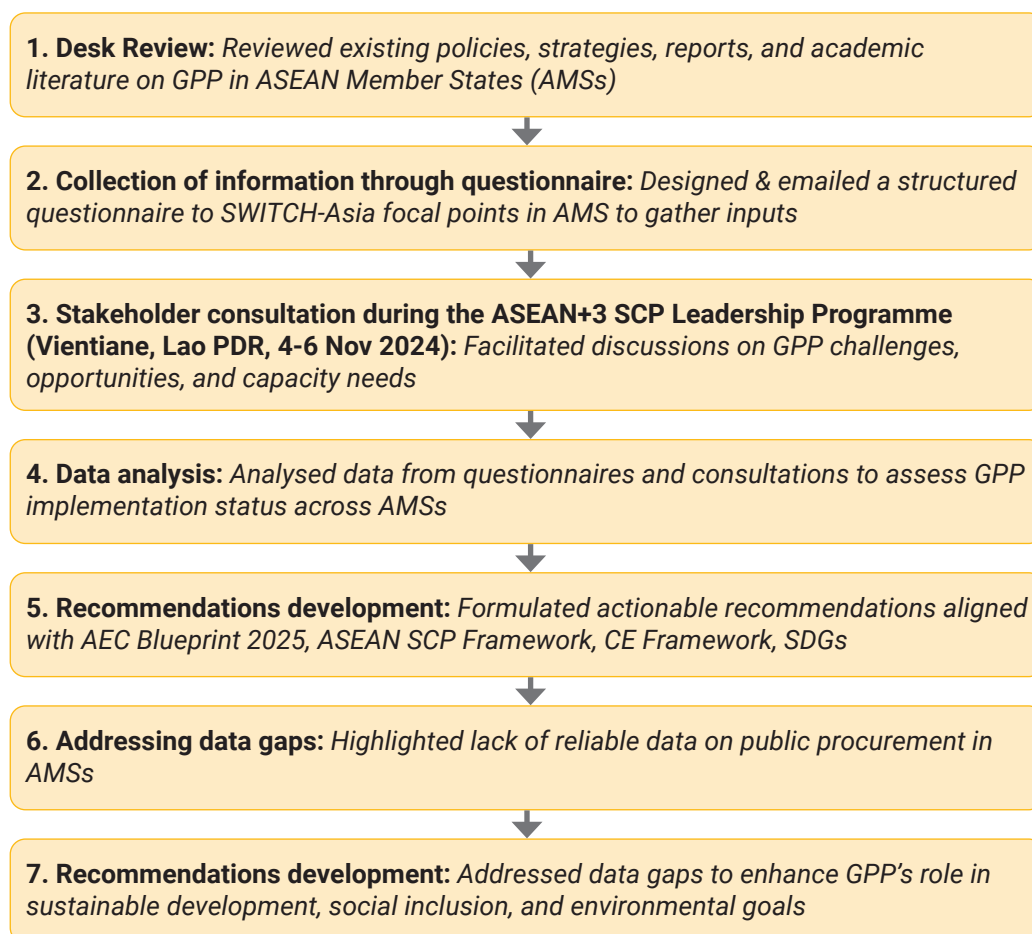 1. Desk Review: Reviewed existing policies, strategies, reports, and academic
literature on GPP in ASEAN Member States (AMSs)
2. Collection of information through questionnaire: Designed & emailed a structured
questionnaire to SWITCH-Asia focal points in AMS to gather inputs
3. Stakeholder consultation during the ASEAN+3 SCP Leadership Programme
(Vientiane, Lao PDR, 4-6 Nov 2024): Facilitated discussions on GPP challenges,
opportunities, and capacity needs
4. Data analysis: Analysed data from questionnaires and consultations to assess GPP
implementation status across AMSs
5. Recommendations development: Formulated actionable recommendations aligned
with AEC Blueprint 2025, ASEAN SCP Framework, CE Framework, SDGs
6. Addressing data gaps: Highlighted lack of reliable data on public procurement in
AMSs
7. Recommendations development: Addressed data gaps to enhance GPP’s role in
sustainable development, social inclusion, and environmental goals